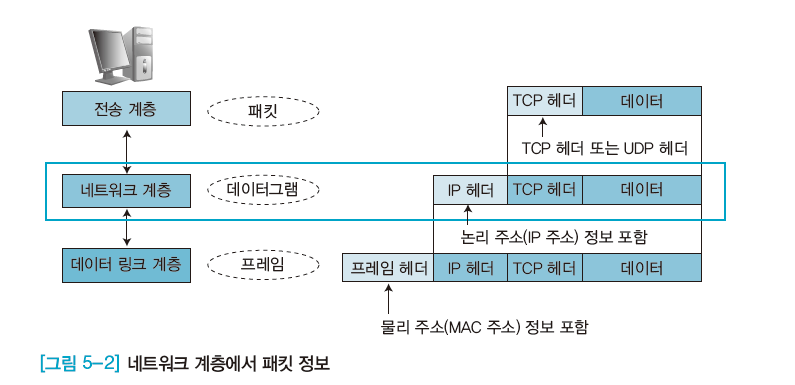 전송 계층 패킷 TCP 헤더 데이터
TCP 헤더 또는 UDP 헤더
네트워크 계층 데이터그램 IP 헤더 TCP 헤더 데이터
논리 주소(IP 주소) 정보 포함
데이터 링크 계층 프레임 프레임 헤더 IP 헤더 TCP 헤더 데이터
물리 주소(MAC 주소) 정보 포함
[그림 5-2] 네트워크 계층에서 패킷 정보